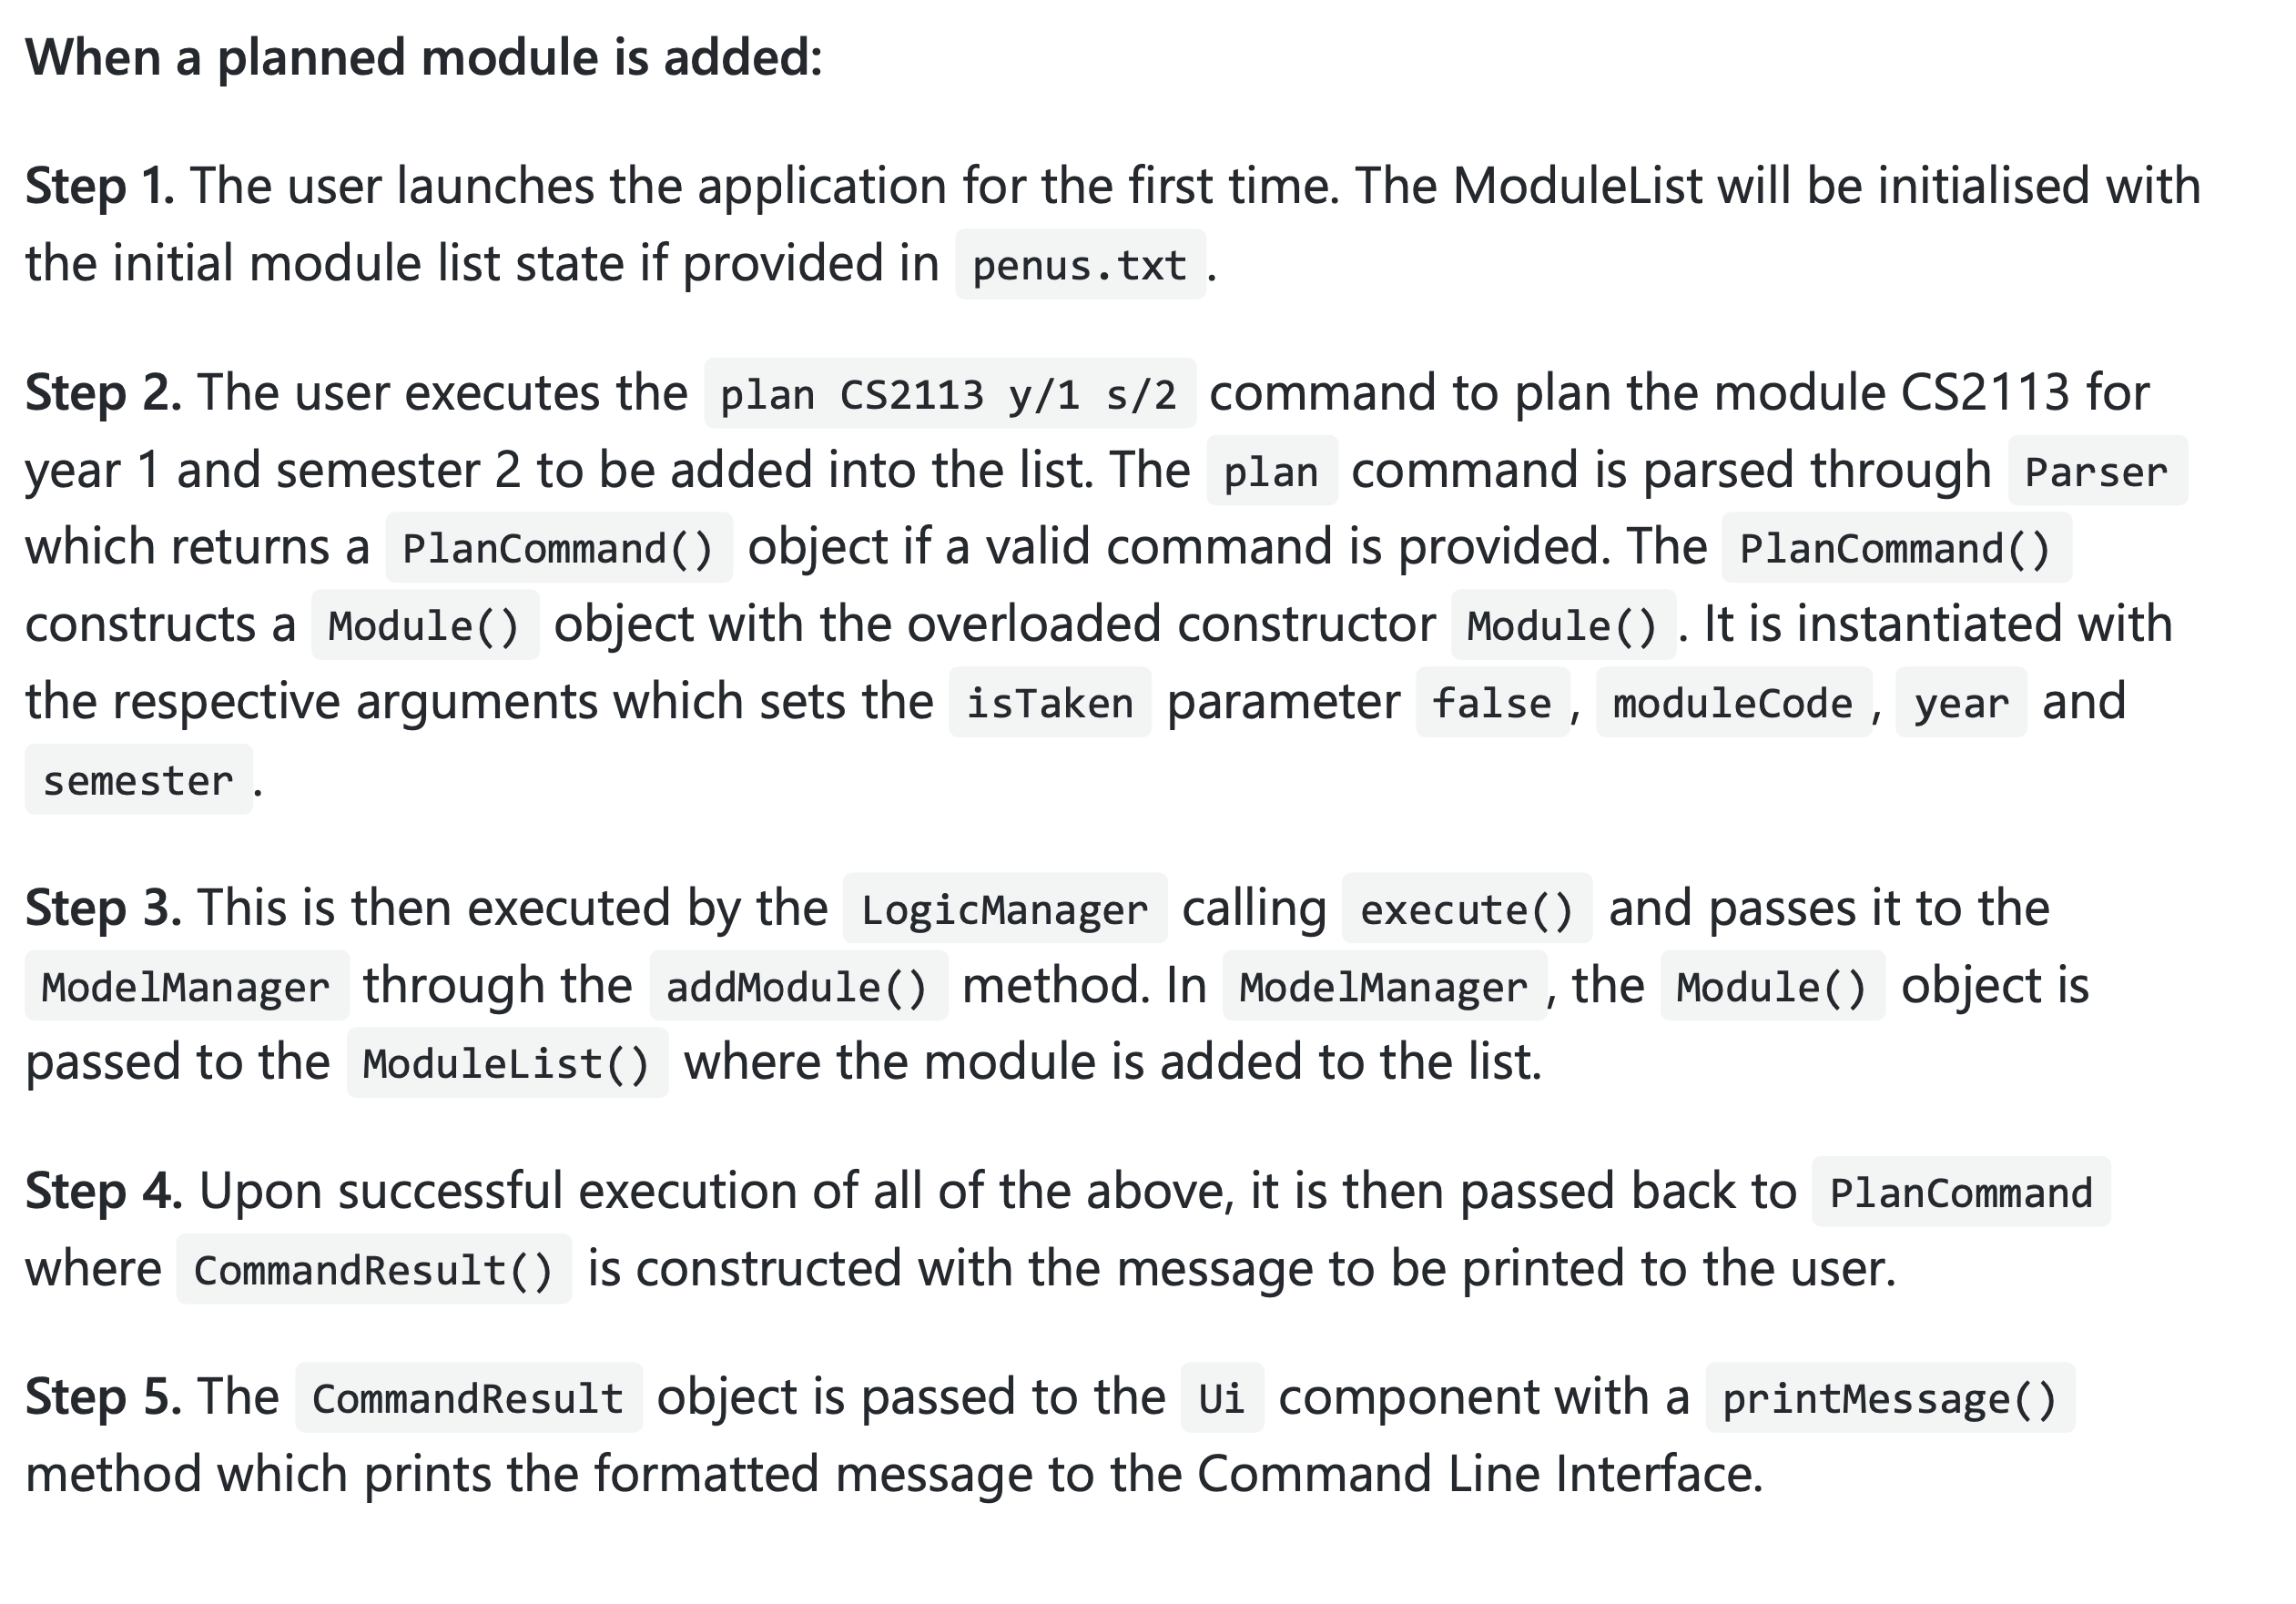 When a planned module is added:
Step 1. The user launches the application for the first time. The ModuleList will be initialised with
the initial module list state if provided in penus.txt .
Step 2. The user executes the plan CS2113 y/1 s/2 command to plan the module CS2113 for
year 1 and semester 2 to be added into the list. The plan command is parsed through Parser
which returns a PlanCommand() object if a valid command is provided. The PlanCommand()
constructs a Module() object with the overloaded constructor Module() . It is instantiated with
the respective arguments which sets the isTaken parameter false , moduleCode , year and
semester .
Step 3. This is then executed by the LogicManager calling execute() and passes it to the
ModelManager through the addModule() method. In ModelManager , the Module() object is
passed to the ModuleList() where the module is added to the list.
Step 4. Upon successful execution of all of the above, it is then passed back to PlanCommand
where CommandResult() is constructed with the message to be printed to the user.
Step 5. The CommandResult object is passed to the Ui component with a printMessage()
method which prints the formatted message to the Command Line Interface.